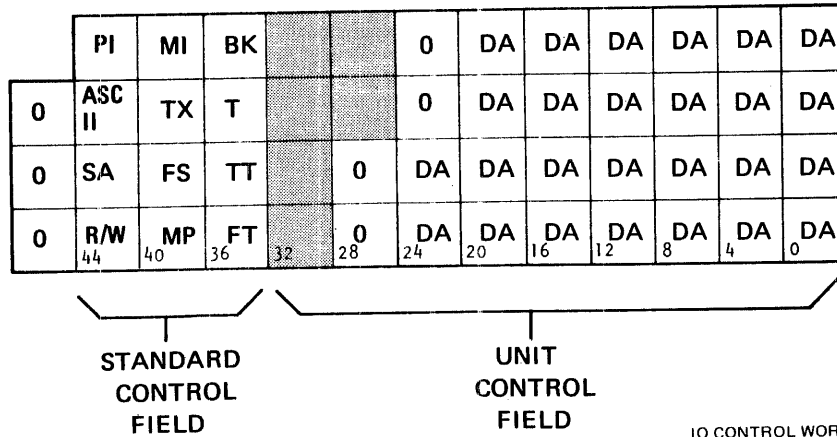 PI MI BK 0 DA DA DA DA DA DA
0 ASC II TX T 0 DA DA DA DA DA DA
0 SA FS TT 0 DA DA DA DA DA DA DA
0 R/W MP FT 0 DA DA DA DA DA DA DA
44 40 36 32 28 24 20 16 12 8 4 0
STANDARD CONTROL FIELD
UNIT CONTROL FIELD